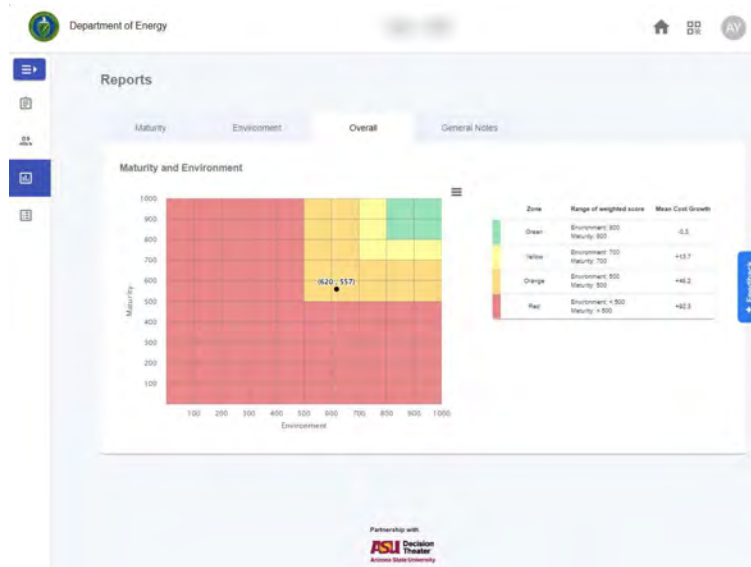 Department of Energy
AY
Reports
Maturity
Environment
Overall
General Notes
Maturity and Environment
1000
900
800
700
600
500
400
300
200
100
Maturity
(620 , 557)
100 200 300 400 500 600 700 800 900 1000
Environment
Zone Range of weighted score Mean Cost Growth
Green Environment: 800
Maturity: 800
Yellow Environment: 700
Maturity: 700
+13.7
Orange Environment: 500
Maturity: 500
Red Environment: < 500
Maturity:
Feedback
Partnership with
ASU Decision
Theater
Arizona State University